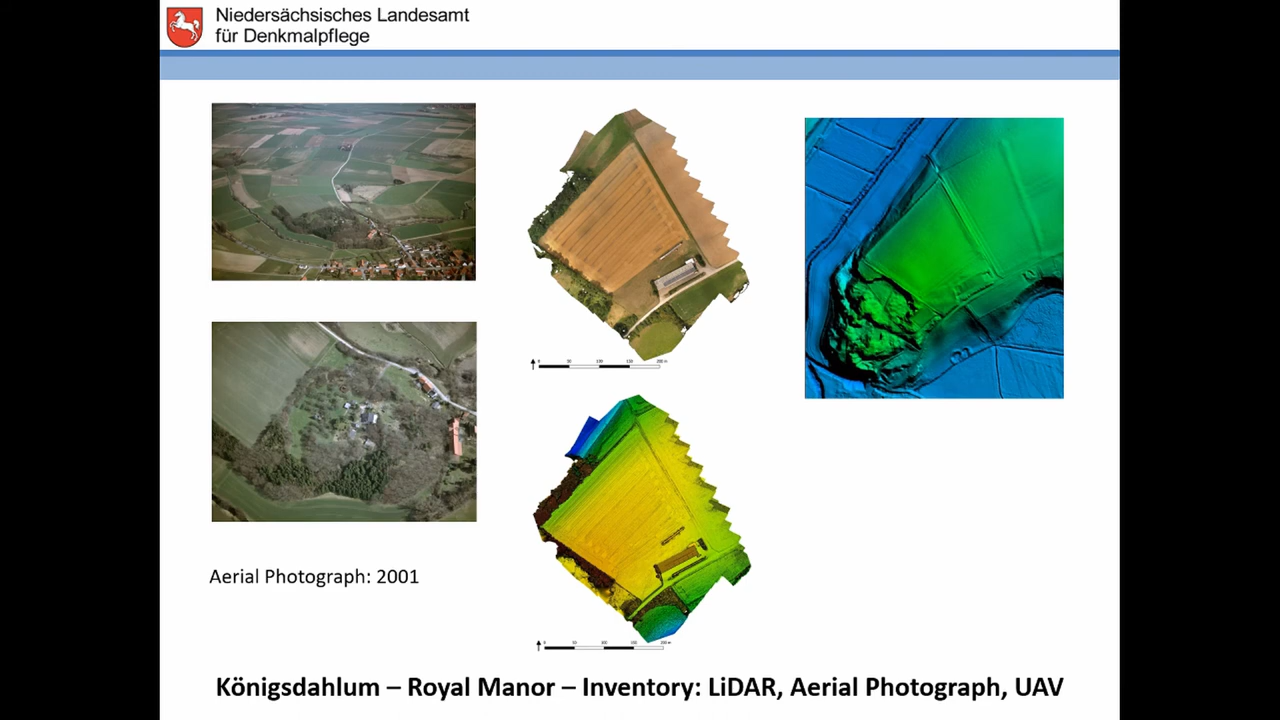 Niedersächsisches Landesamt
für Denkmalpflege
Aerial Photograph: 2001
Königsdahlum – Royal Manor – Inventory: LiDAR, Aerial Photograph, UAV